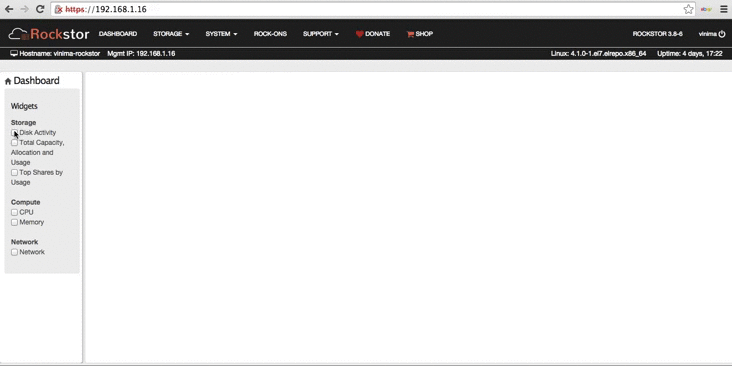 https://192.168.1.16
Rockstor DASHBOARD STORAGE SYSTEM ROCK-ONS SUPPORT DONATE SHOP ROCKSTOR 3.8-6 vinima
Hostname: vinima-rockstor Mgmt IP: 192.168.1.16 Linux: 4.1.0-1.el7.elrepo.x86_64 Uptime: 4 days, 17:22
Dashboard
Widgets
Storage
Disk Activity
Total Capacity,
Allocation and
Usage
Top Shares by
Usage
Compute
CPU
Memory
Network
Network